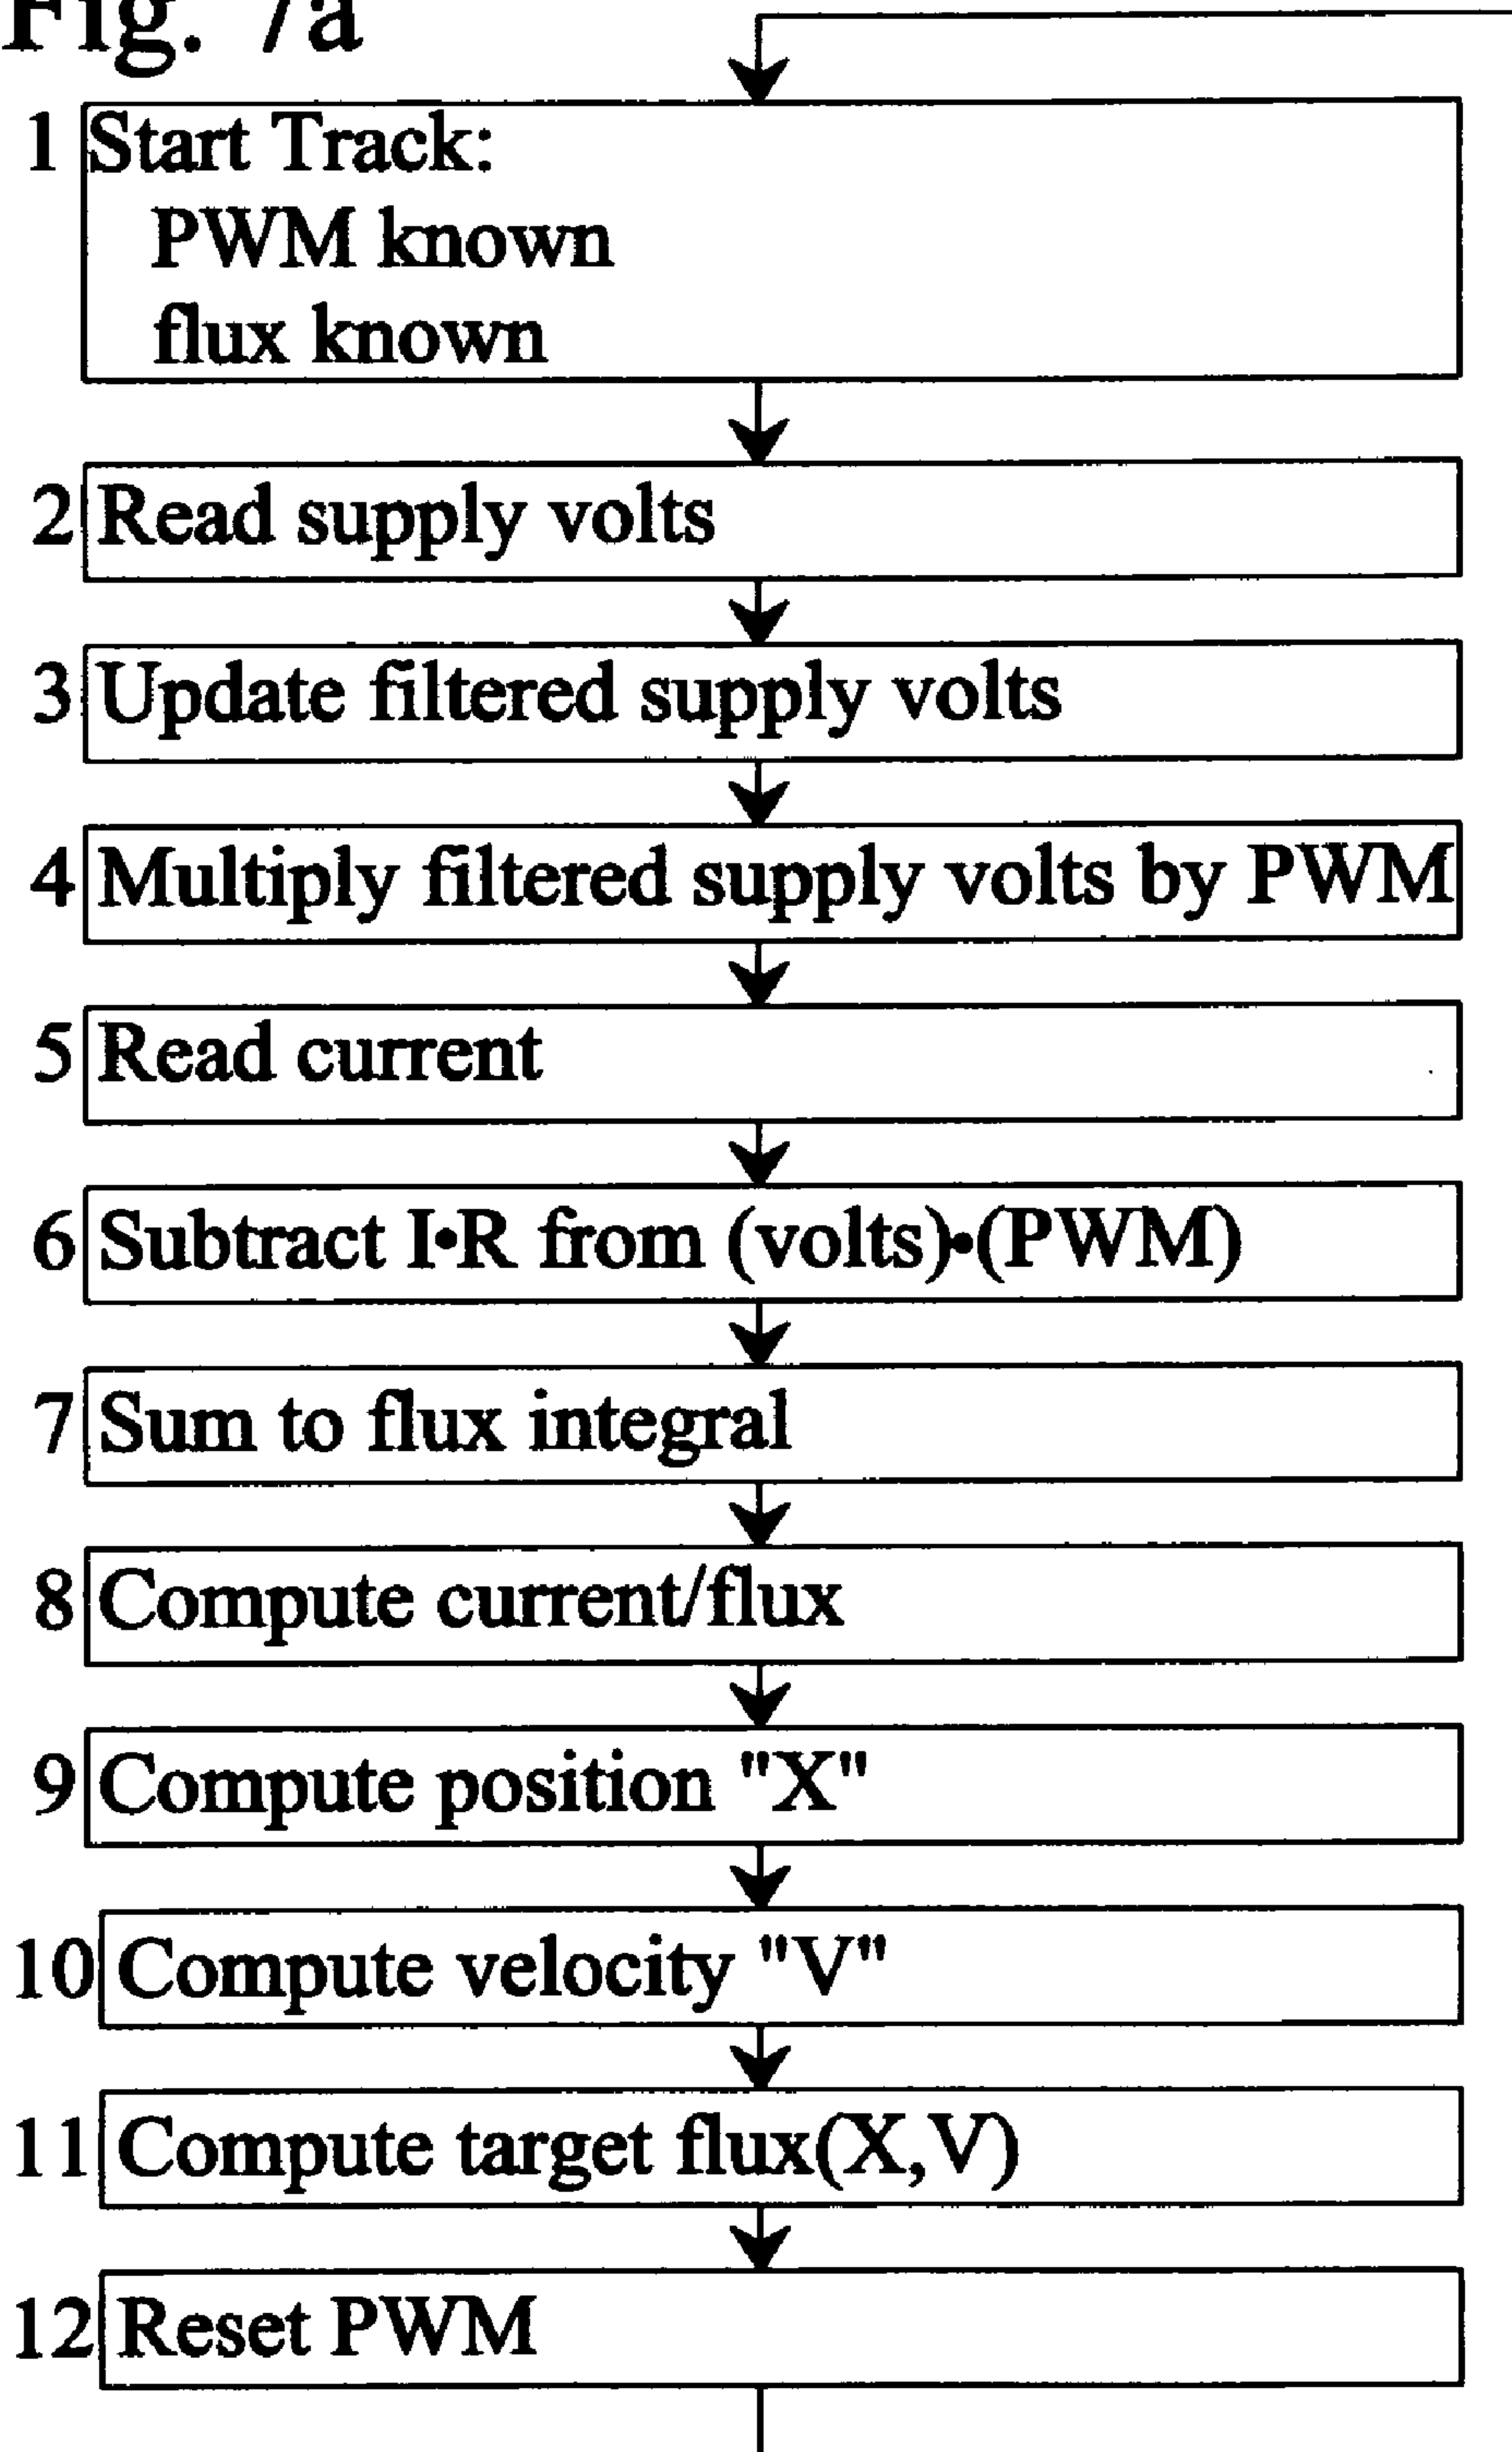 Fig. 7a
1 Start Track:
PWM known
flux known
2 Read supply volts
3 Update filtered supply volts
4 Multiply filtered supply volts by PWM
5 Read current
6 Subtract I•R from (volts)•(PWM)
7 Sum to flux integral
8 Compute current/flux
9 Compute position "X"
10 Compute velocity "V"
11 Compute target flux(X,V)
12 Reset PWM